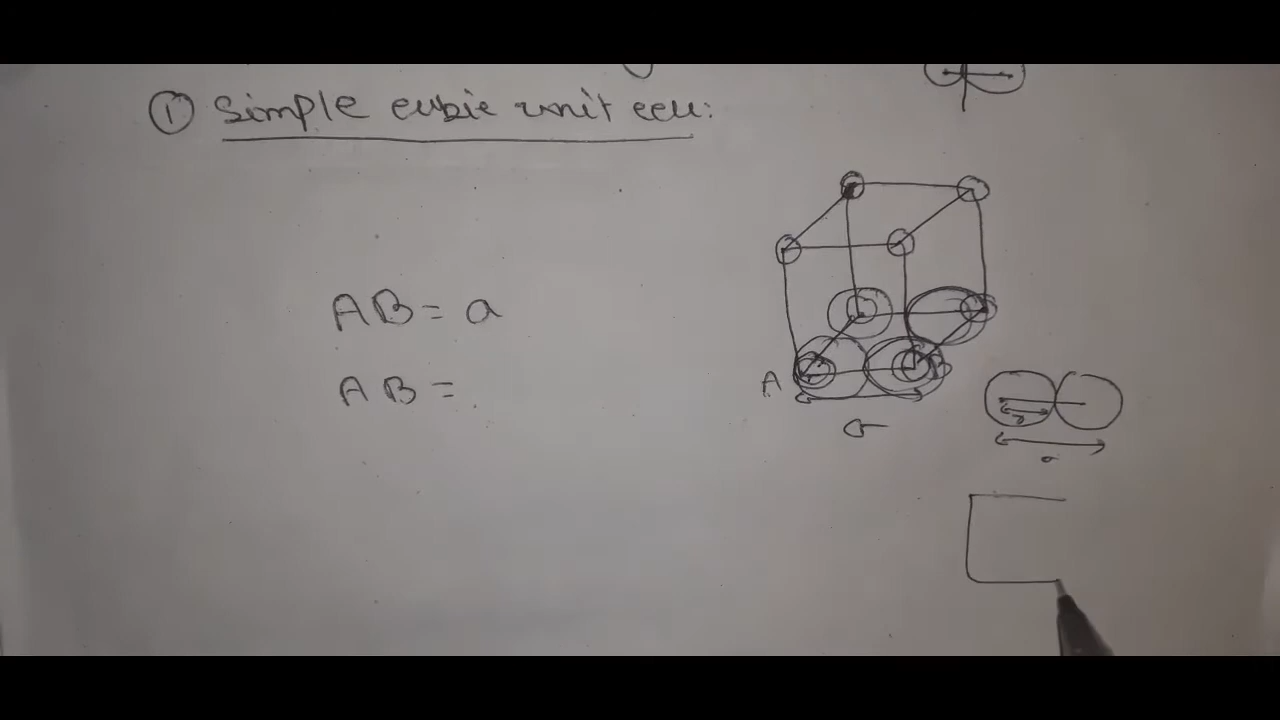 ① Simple cubic unit cell:
AB = a
AB =
A
B
a
r
a